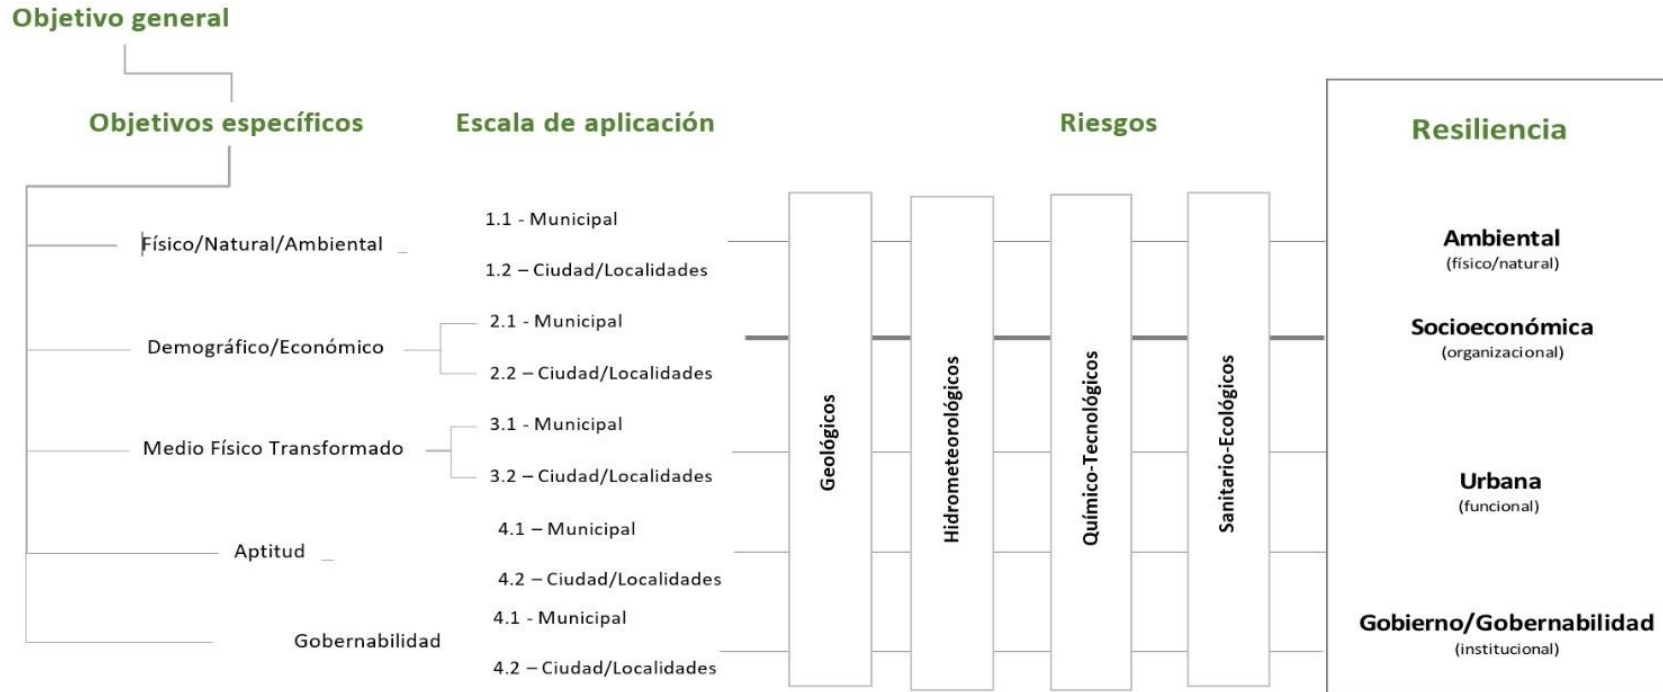 Objetivo general
Objetivos específicos
Escala de aplicación
Riesgos
Resiliencia
Físico/Natural/Ambiental
1.1 - Municipal
1.2 – Ciudad/Localidades
Demográfico/Económico
2.1 - Municipal
2.2 – Ciudad/Localidades
Medio Físico Transformado
3.1 - Municipal
3.2 – Ciudad/Localidades
Aptitud
4.1 – Municipal
4.2 – Ciudad/Localidades
Gobernabilidad
4.1 - Municipal
4.2 – Ciudad/Localidades
Geológicos
Hidrometeorológicos
Químico-Tecnológicos
Sanitario-Ecológicos
Ambiental
(físico/natural)
Socioeconómica
(organizacional)
Urbana
(funcional)
Gobierno/Gobernabilidad
(institucional)